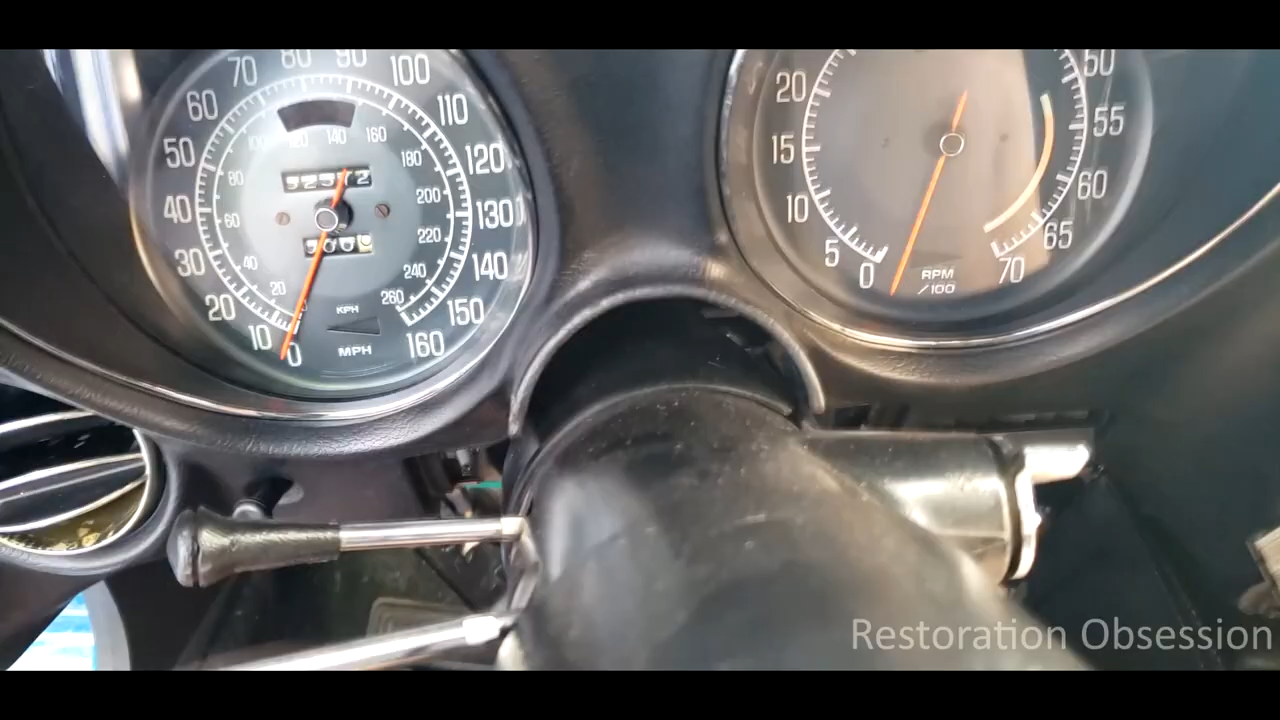 70 80 90 100
60 110
50 120
40 130
30 140
20 150
10 0 160
100 120 140 160
80 180
60 200
40 220
20 240
260
KPH
MPH
20 50
15 55
10 60
5 65
0 70
RPM
/100
Restoration Obsession